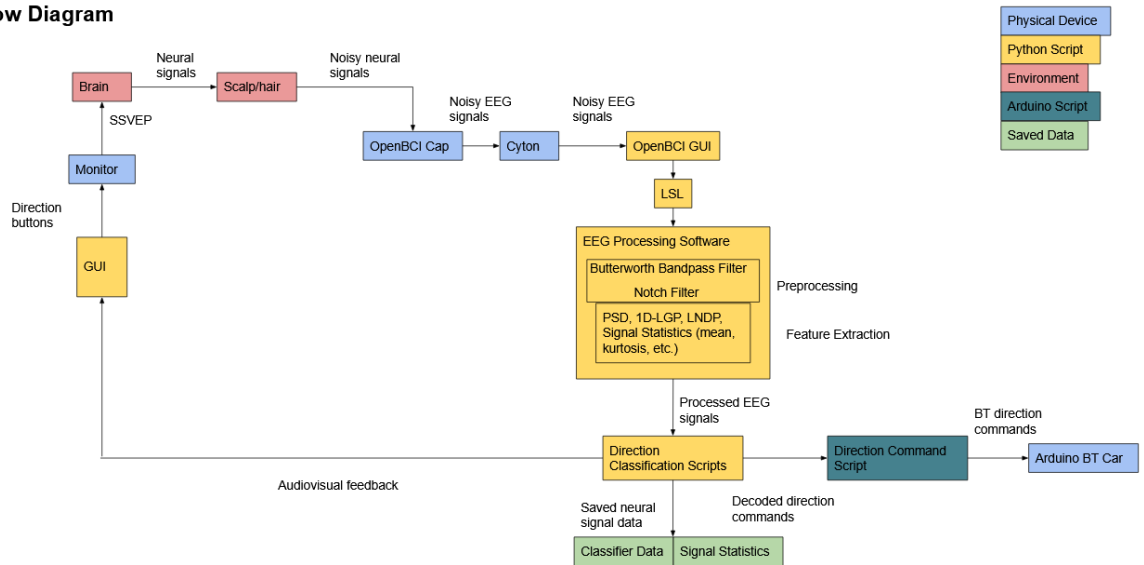 ow Diagram
Physical Device
Python Script
Environment
Arduino Script
Saved Data
Neural
signals
Noisy neural
signals
Brain
Scalp/hair
SSVEP
Noisy EEG
signals
Noisy EEG
signals
OpenBCI Cap
Cyton
OpenBCI GUI
Monitor
LSL
Direction
buttons
GUI
EEG Processing Software
Butterworth Bandpass Filter
Notch Filter
Preprocessing
PSD, 1D-LGP, LNDP,
Signal Statistics (mean,
kurtosis, etc.)
Feature Extraction
Processed EEG
signals
BT direction
commands
Direction
Classification Scripts
Direction Command
Script
Arduino BT Car
Audiovisual feedback
Saved neural
signal data
Decoded direction
commands
Classifier Data
Signal Statistics